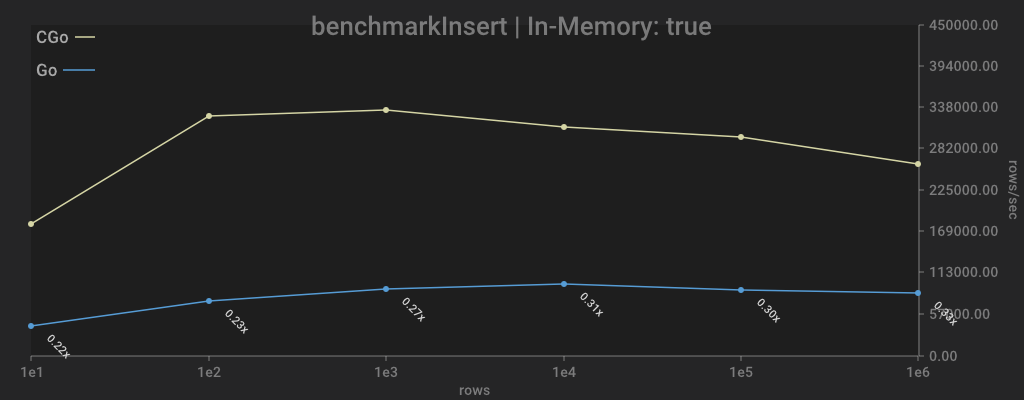 benchmarkInsert | In-Memory: true
CGo
Go
450000.00
394000.00
338000.00
282000.00
225000.00
169000.00
113000.00
0.00
rows/sec
0.22x
0.23x
0.27x
0.31x
0.30x
1e1
1e2
1e3
1e4
1e5
1e6
rows